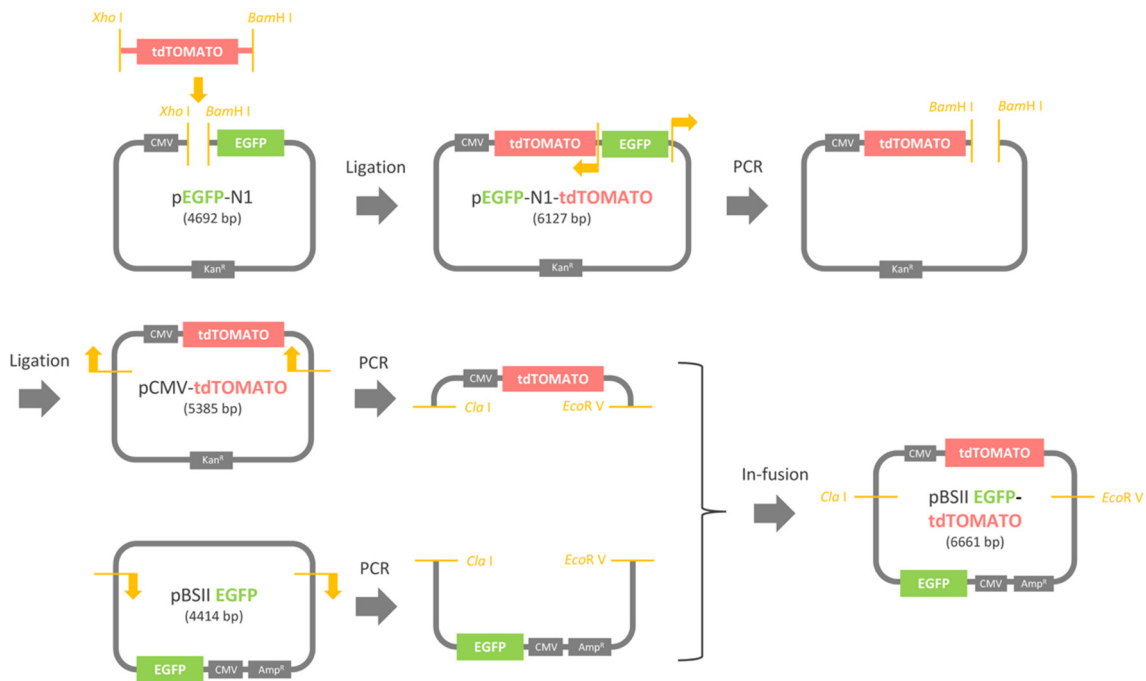 Xho I
BamH I
tdTOMATO
Xho I
BamH I
CMV
EGFP
pEGFP-N1
(4692 bp)
Kanᴿ
Ligation
CMV
tdTOMATO
EGFP
pEGFP-N1-tdTOMATO
(6127 bp)
Kanᴿ
PCR
BamH I
BamH I
CMV
tdTOMATO
Kanᴿ
Ligation
CMV
tdTOMATO
pCMV-tdTOMATO
(5385 bp)
Kanᴿ
PCR
CMV
tdTOMATO
Cla I
EcoR V
pBSII EGFP
(4414 bp)
EGFP
CMV
Ampᴿ
PCR
Cla I
EcoR V
EGFP
CMV
Ampᴿ
In-fusion
CMV
tdTOMATO
Cla I
EcoR V
pBSII EGFP-
tdTOMATO
(6661 bp)
EGFP
CMV
Ampᴿ